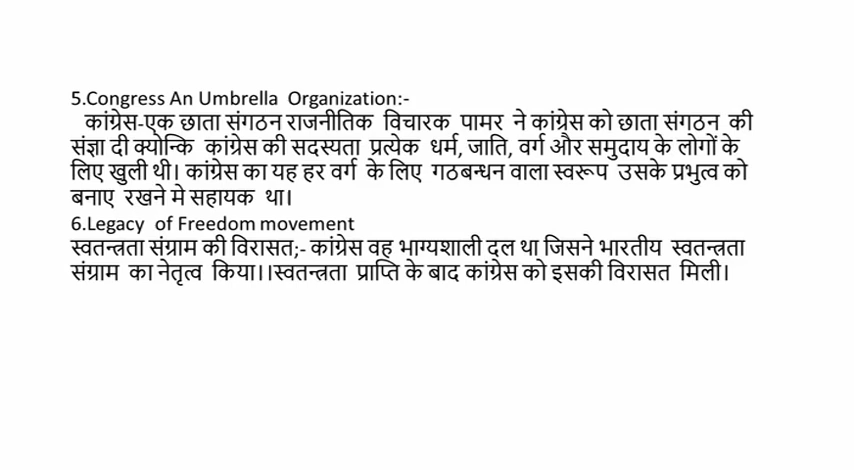 5.Congress An Umbrella Organization:-
कांग्रेस-एक छाता संगठन राजनीतिक विचारक पामर ने कांग्रेस को छाता संगठन की
संज्ञा दी क्योन्कि कांग्रेस की सदस्यता प्रत्येक धर्म, जाति, वर्ग और समुदाय के लोगों के
लिए खुली थी। कांग्रेस का यह हर वर्ग के लिए गठबन्धन वाला स्वरूप उसके प्रभुत्व को
बनाए रखने मे सहायक था।
6.Legacy of Freedom movement
स्वतन्त्रता संग्राम की विरासत;- कांग्रेस वह भाग्यशाली दल था जिसने भारतीय स्वतन्त्रता
संग्राम का नेतृत्व किया।।स्वतन्त्रता प्राप्ति के बाद कांग्रेस को इसकी विरासत मिली।